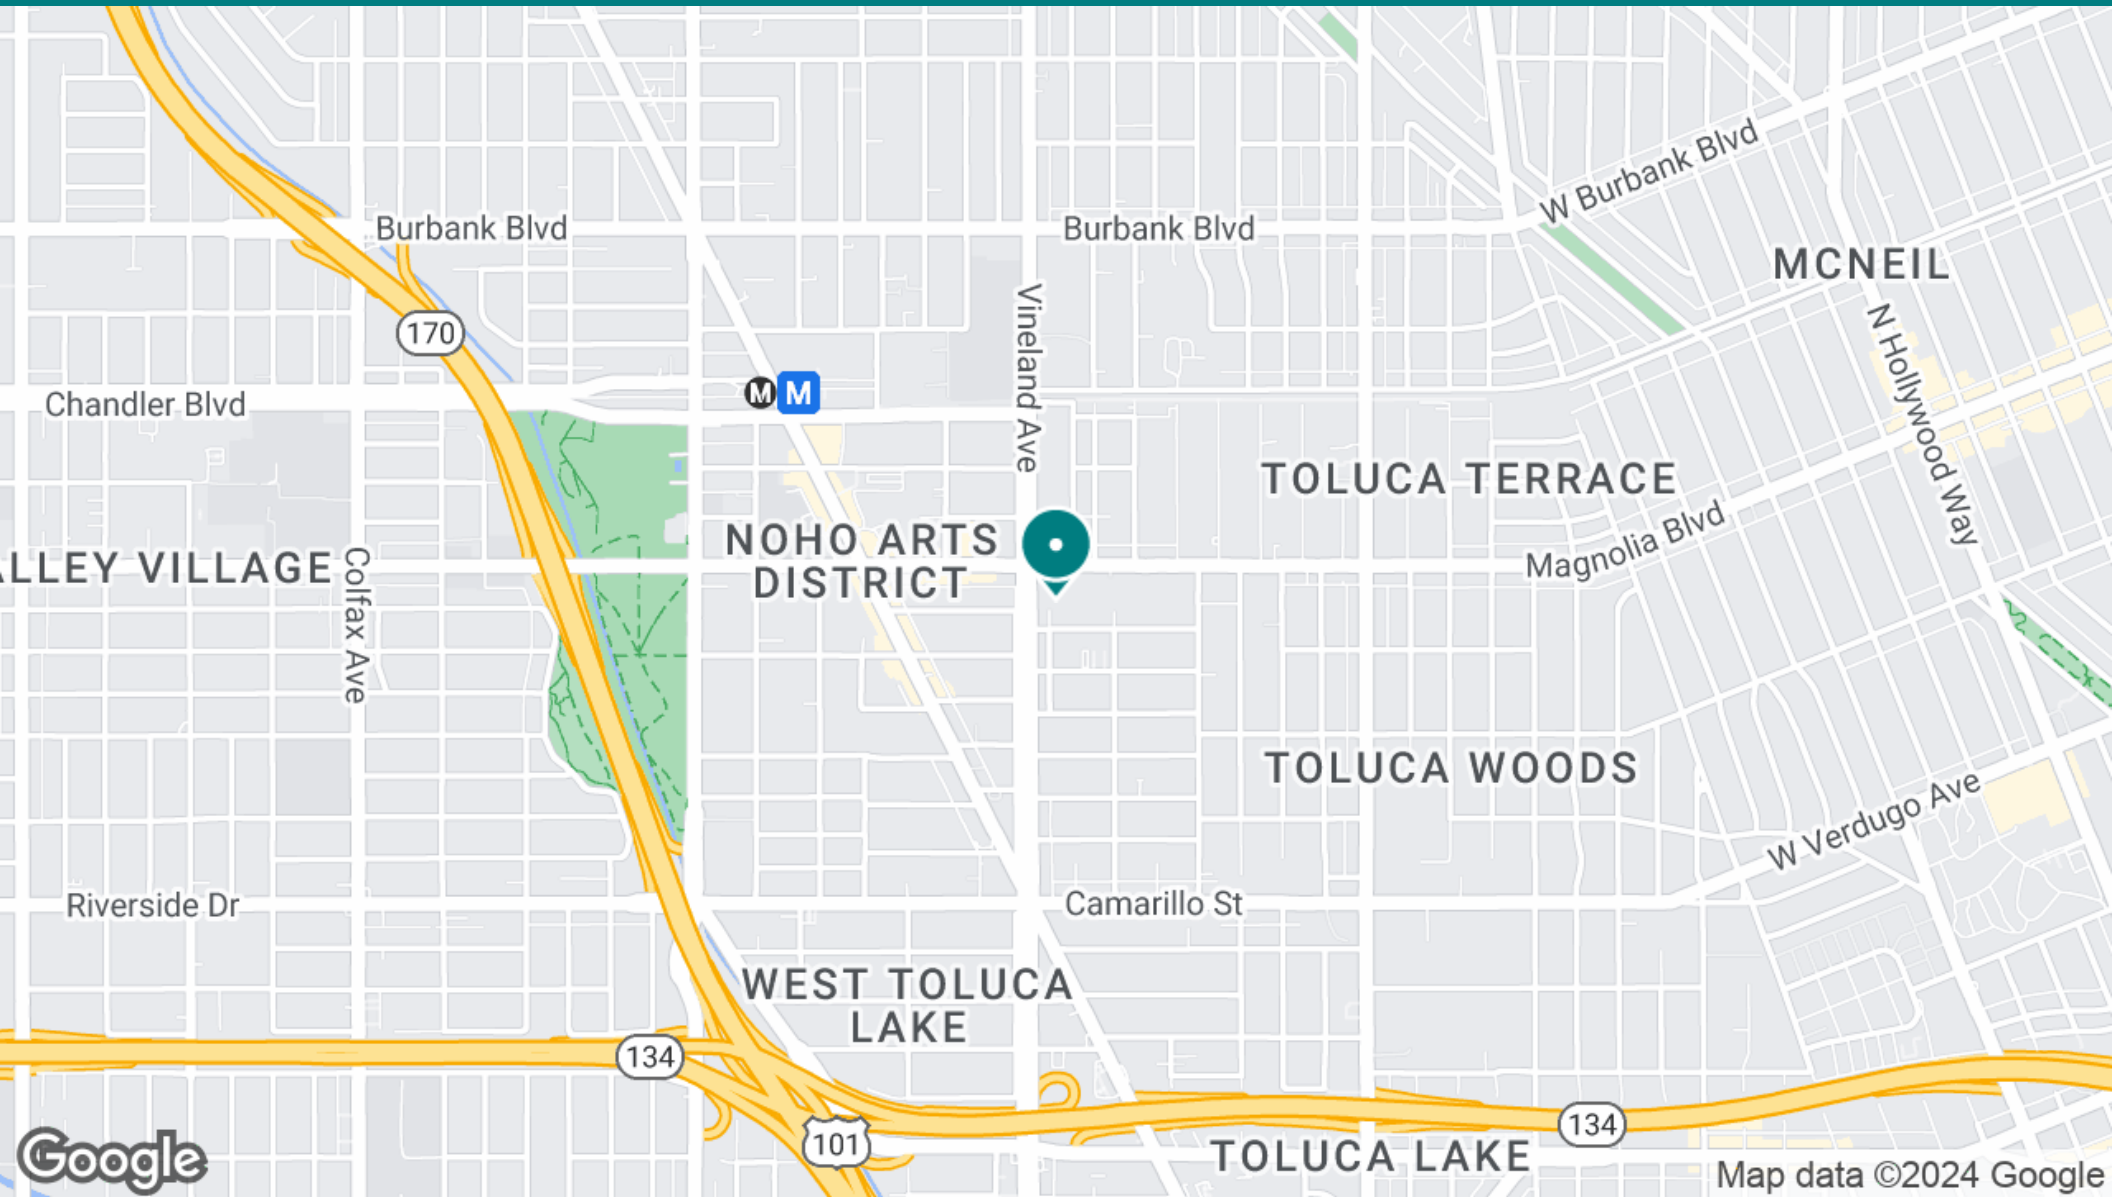 W Burbank Blvd
Burbank Blvd
Burbank Blvd
MCNEIL
170
Vineland Ave
N Hollywood Way
M
M
Chandler Blvd
TOLUCA TERRACE
NOHO ARTS
DISTRICT
Magnolia Blvd
ALLEY VILLAGE
Colfax Ave
TOLUCA WOODS
W Verdugo Ave
Riverside Dr
Camarillo St
WEST TOLUCA
LAKE
134
134
101
TOLUCA LAKE
Google
Map data ©2024 Google